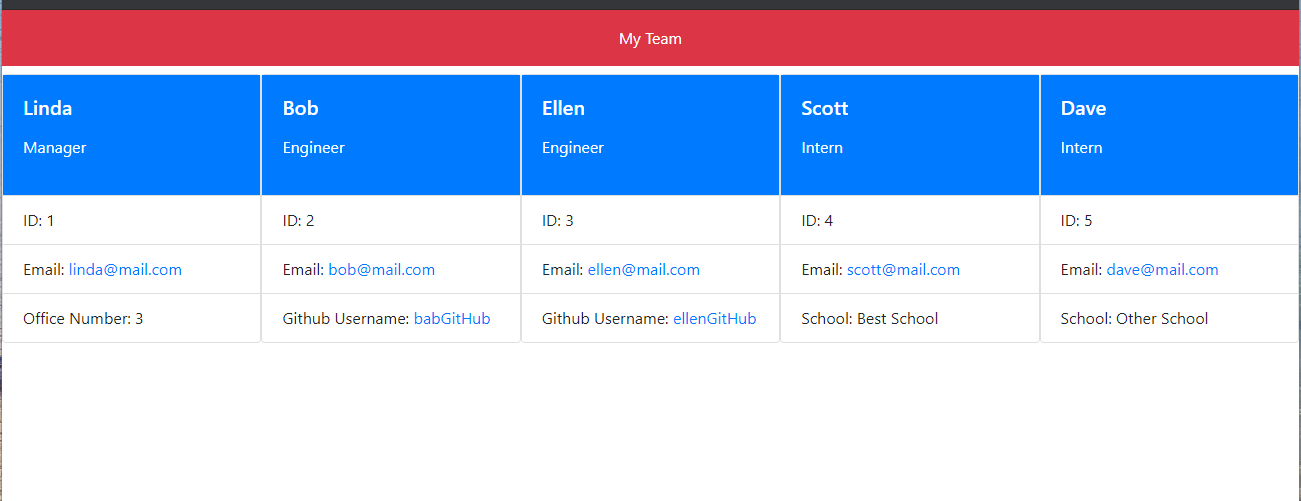 My Team
Linda
Manager
ID: 1
Email: linda@mail.com
Office Number: 3
Bob
Engineer
ID: 2
Email: bob@mail.com
Github Username: babGitHub
Ellen
Engineer
ID: 3
Email: ellen@mail.com
Github Username: ellenGitHub
Scott
Intern
ID: 4
Email: scott@mail.com
School: Best School
Dave
Intern
ID: 5
Email: dave@mail.com
School: Other School